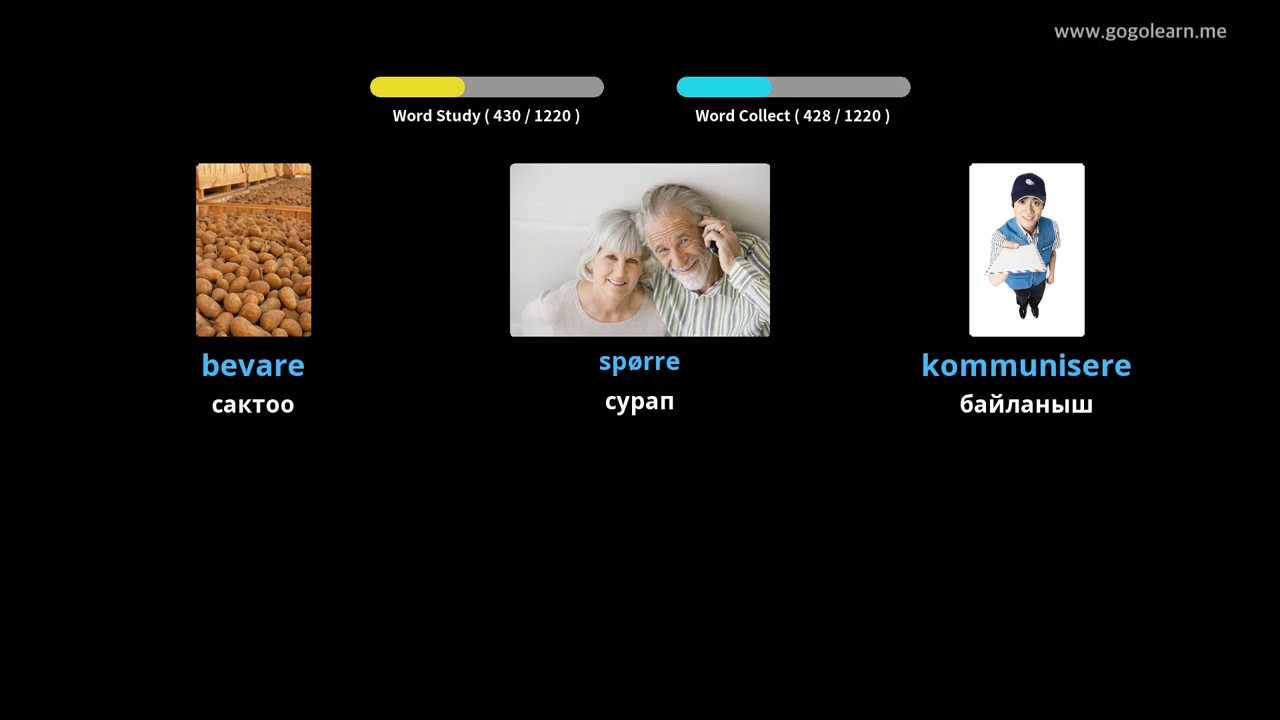 www.gogolearn.me
Word Study ( 430 / 1220 )
Word Collect ( 428 / 1220 )
bevare
spørre
kommunisere
сактоо
сурап
байланыш